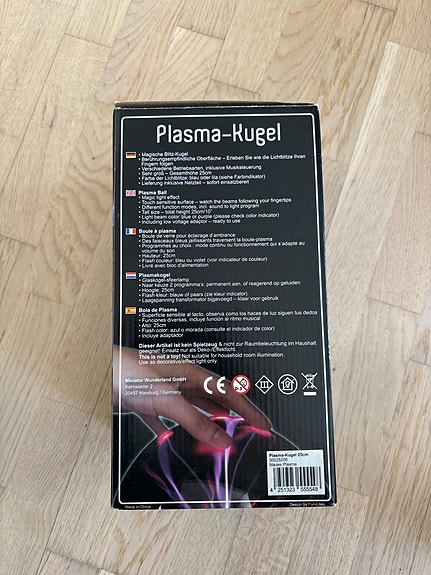 Plasma-Kugel
• Magische Blitz-Kugel
• Berührungsempfindliche Oberfläche – Erleben Sie wie die Lichtblitze Ihren
Fingern folgen
• Verschiedene Betriebsarten, inklusive Musiksteuerung
• Sehr groß – Gesamthöhe 25cm
• Farbe der Lichtblitze: blau oder lila (siehe Farbindikator)
• Lieferung inklusive Netzteil - sofort einsatzbereit
Plasma Ball
• Magic light effect
• Touch sensitive surface – watch the beams following your fingertips
• Different function modes, incl. sound to light program
• Tall size – total height 25cm/10"
• Light beam color: blue or purple (please check color indicator)
• Including low voltage adaptor – ready to use
Boule à plasma
• Boule de verre pour éclairage d'ambiance
• Des faisceaux bleus jaillissants traversent la boule-plasma
• Programmes au choix : mode continu ou fonctionnement qui s'adapte au
volume du son
• Hauteur: 25cm
• Flash couleur: bleu ou violet (voir indicateur de couleur)
• Livré avec bloc d'alimentation
Plasmakogel
• Glaskogel-sfeerlamp
• Naar keuze 2 programma's: permanent aan, of reagerend op geluiden
• Hoogte: 25cm
• Flash kleur: blauw of paars (zie kleur indicator)
• Laagspanning transformator bijgevoegd – klaar voor gebruik
Bola de Plasma
• Superficie sensible al tacto, observe como los haces de luz siguen tus dedos
• Funciones diversas, incluye función al ritmo musical
• Alto: 25cm
• Flash color: azul o morada (consulte el indicador de color)
• Incluye adaptador
Dieser Artikel ist kein Spielzeug & nicht zur Raumbeleuchtung im Haushalt
geeignet! Einsatz nur als Deko-/Effektlicht.
This is not a toy! Not suitable for household room illumination.
Use as decorative/effect light only.
Miniatur Wunderland GmbH
Kehrwieder 2
20457 Hamburg / Germany
CE
0-3
III
Plasma-Kugel 25cm
50025206
blaues Plasma
4 251323 555546
Made in China